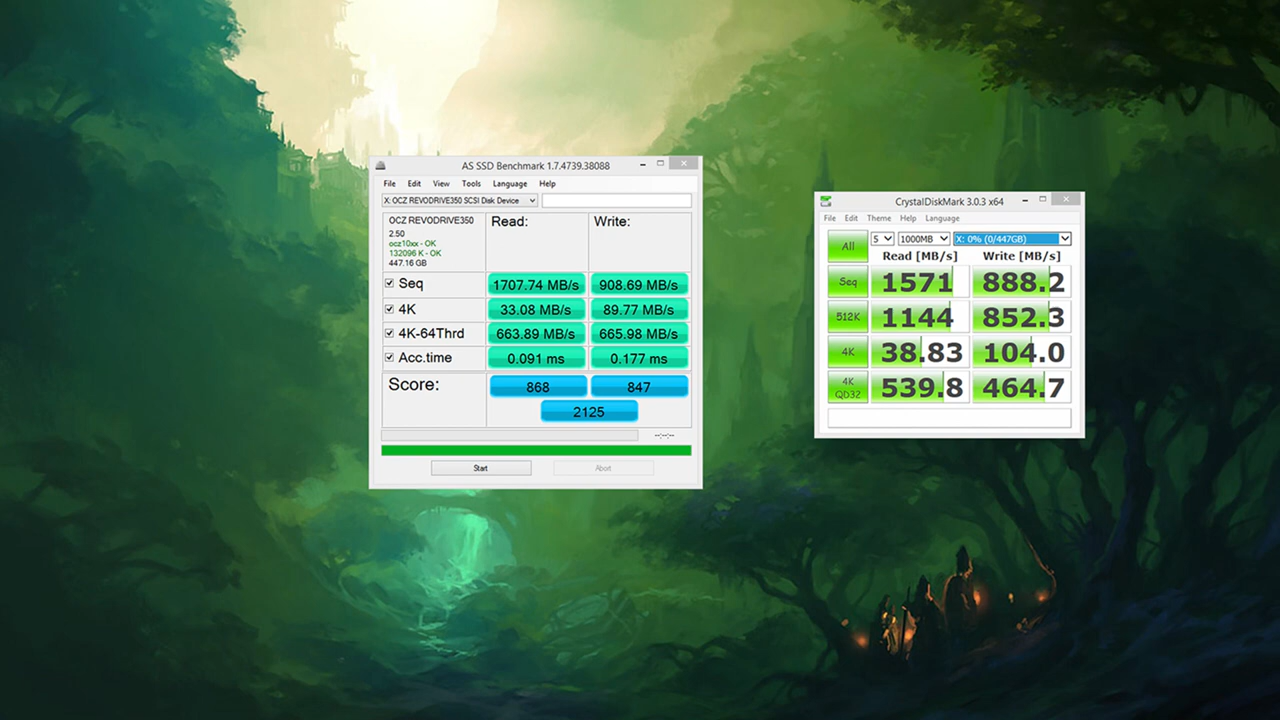 AS SSD Benchmark 1.7.4739.38088
File Edit View Tools Language Help
X: OCZ REVODRIVE350 SCSI Disk Device
OCZ REVODRIVE350
2.50
ocz10xx - OK
132096 K - OK
447.16 GB
Read: Write:
Seq 1707.74 MB/s 908.69 MB/s
4K 33.08 MB/s 89.77 MB/s
4K-64Thrd 663.89 MB/s 665.98 MB/s
Acc.time 0.091 ms 0.177 ms
Score: 868 847
2125
--:--:--
Start Abort
CrystalDiskMark 3.0.3 x64
File Edit Theme Help Language
All 5 1000MB X: 0% (0/447GB)
Read [MB/s] Write [MB/s]
Seq 1571 888.2
512K 1144 852.3
4K 38.83 104.0
4K QD32 539.8 464.7